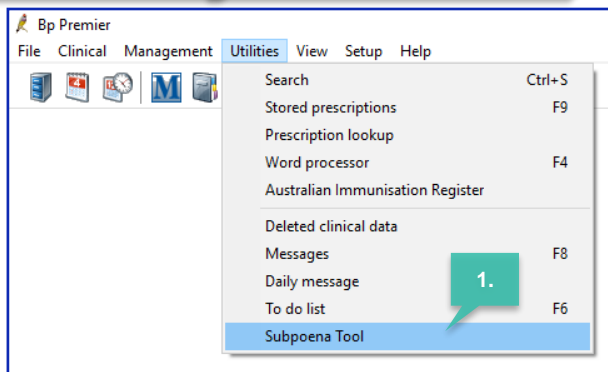 Bp Premier
File Clinical Management Utilities View Setup Help
4 M
Search Ctrl+S
Stored prescriptions F9
Prescription lookup
Word processor F4
Australian Immunisation Register
Deleted clinical data
Messages F8
Daily message
1.
To do list F6
Subpoena Tool